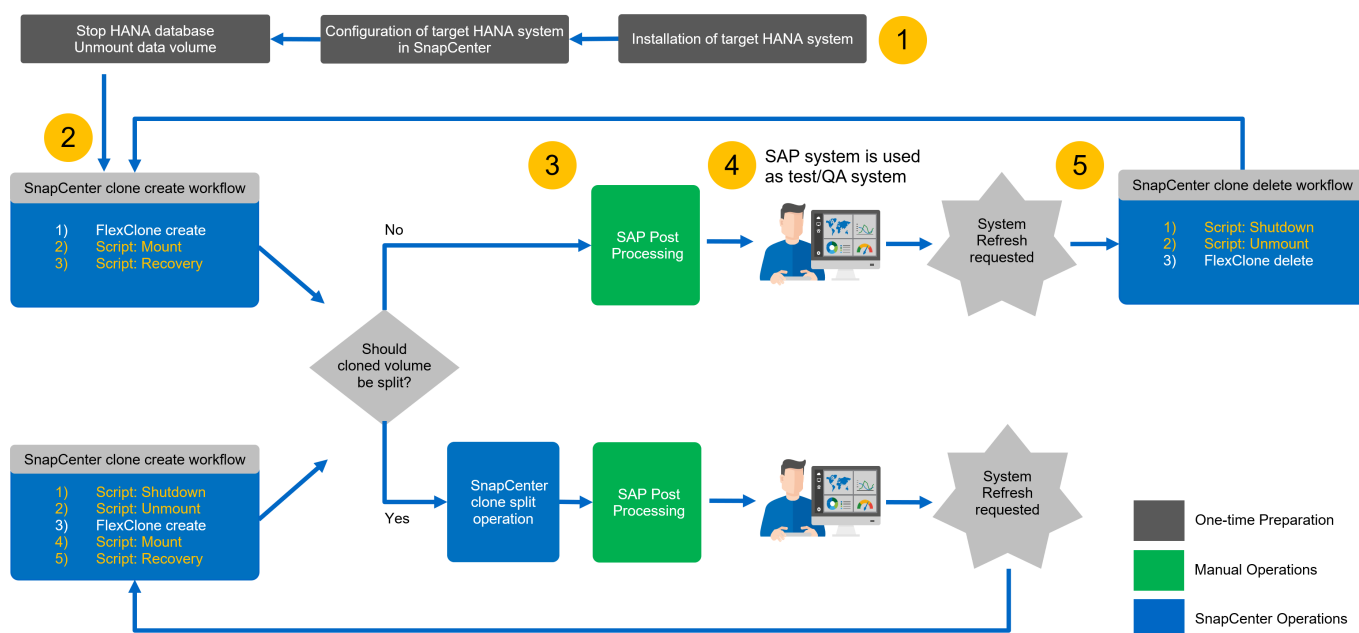 Stop HANA database
Unmount data volume
Configuration of target HANA system
in SnapCenter
Installation of target HANA system
1
2
SnapCenter clone create workflow
1) FlexClone create
2) Script: Mount
3) Script: Recovery
No
3
SAP Post
Processing
4
SAP system is used
as test/QA system
System
Refresh
requested
5
SnapCenter clone delete workflow
1) Script: Shutdown
2) Script: Unmount
3) FlexClone delete
Should
cloned volume
be split?
SnapCenter clone create workflow
1) Script: Shutdown
2) Script: Unmount
3) FlexClone create
4) Script: Mount
5) Script: Recovery
Yes
SnapCenter
clone split
operation
SAP Post
Processing
System
Refresh
requested
One-time Preparation
Manual Operations
SnapCenter Operations